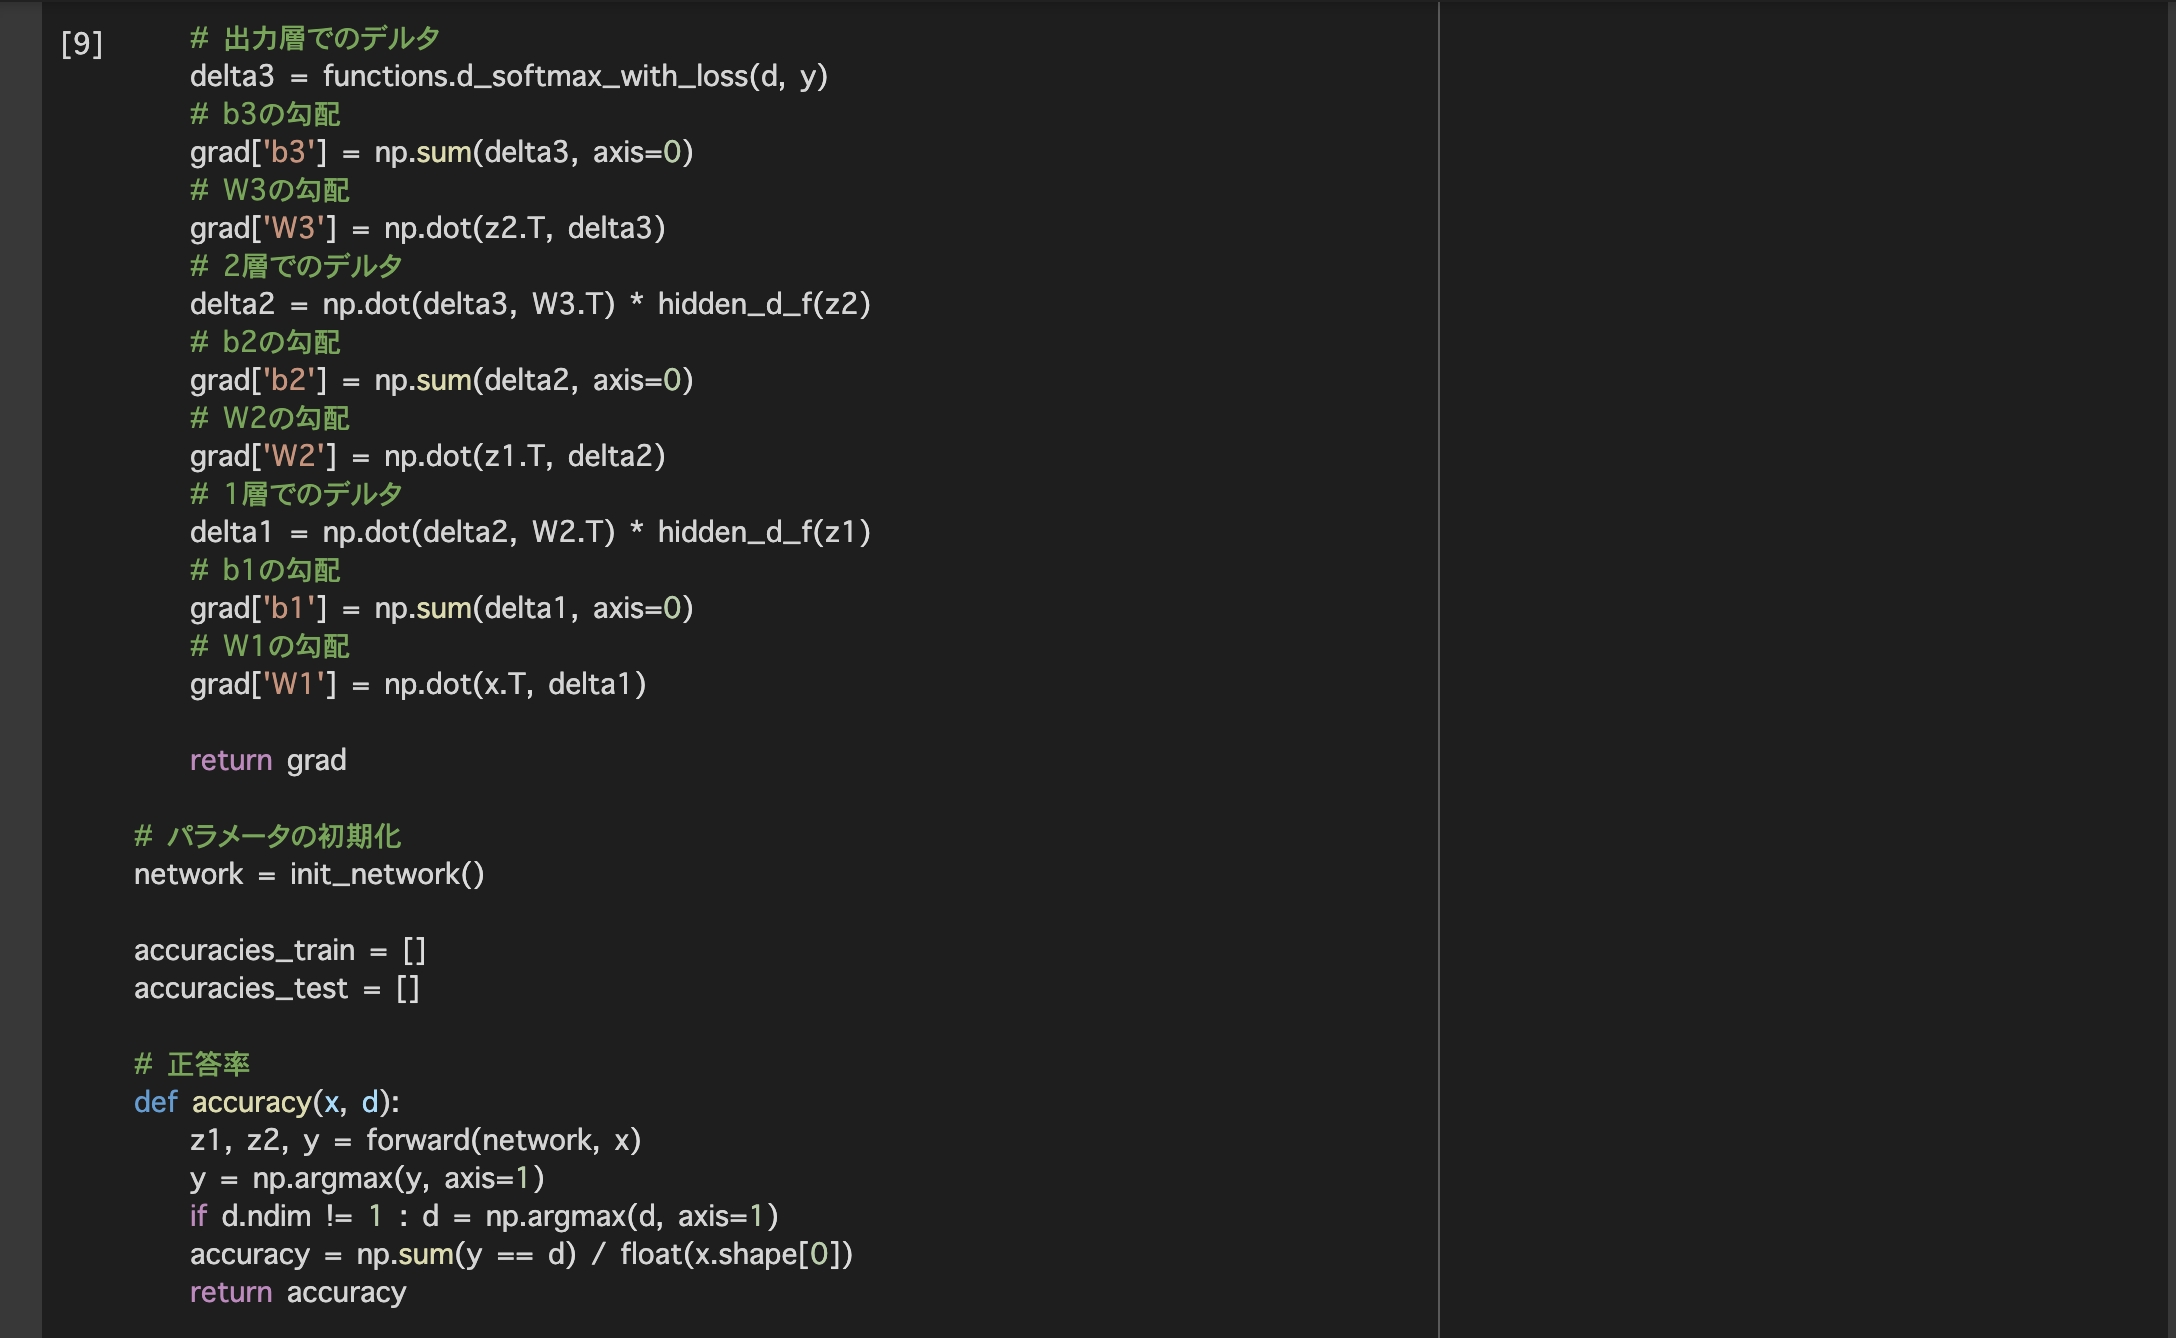 [9]
# 出力層でのデルタ
delta3 = functions.d_softmax_with_loss(d, y)
# b3の勾配
grad['b3'] = np.sum(delta3, axis=0)
# W3の勾配
grad['W3'] = np.dot(z2.T, delta3)
# 2層でのデルタ
delta2 = np.dot(delta3, W3.T) * hidden_d_f(z2)
# b2の勾配
grad['b2'] = np.sum(delta2, axis=0)
# W2の勾配
grad['W2'] = np.dot(z1.T, delta2)
# 1層でのデルタ
delta1 = np.dot(delta2, W2.T) * hidden_d_f(z1)
# b1の勾配
grad['b1'] = np.sum(delta1, axis=0)
# W1の勾配
grad['W1'] = np.dot(x.T, delta1)
return grad
# パラメータの初期化
network = init_network()
accuracies_train = []
accuracies_test = []
# 正答率
def accuracy(x, d):
z1, z2, y = forward(network, x)
y = np.argmax(y, axis=1)
if d.ndim != 1 : d = np.argmax(d, axis=1)
accuracy = np.sum(y == d) / float(x.shape[0])
return accuracy